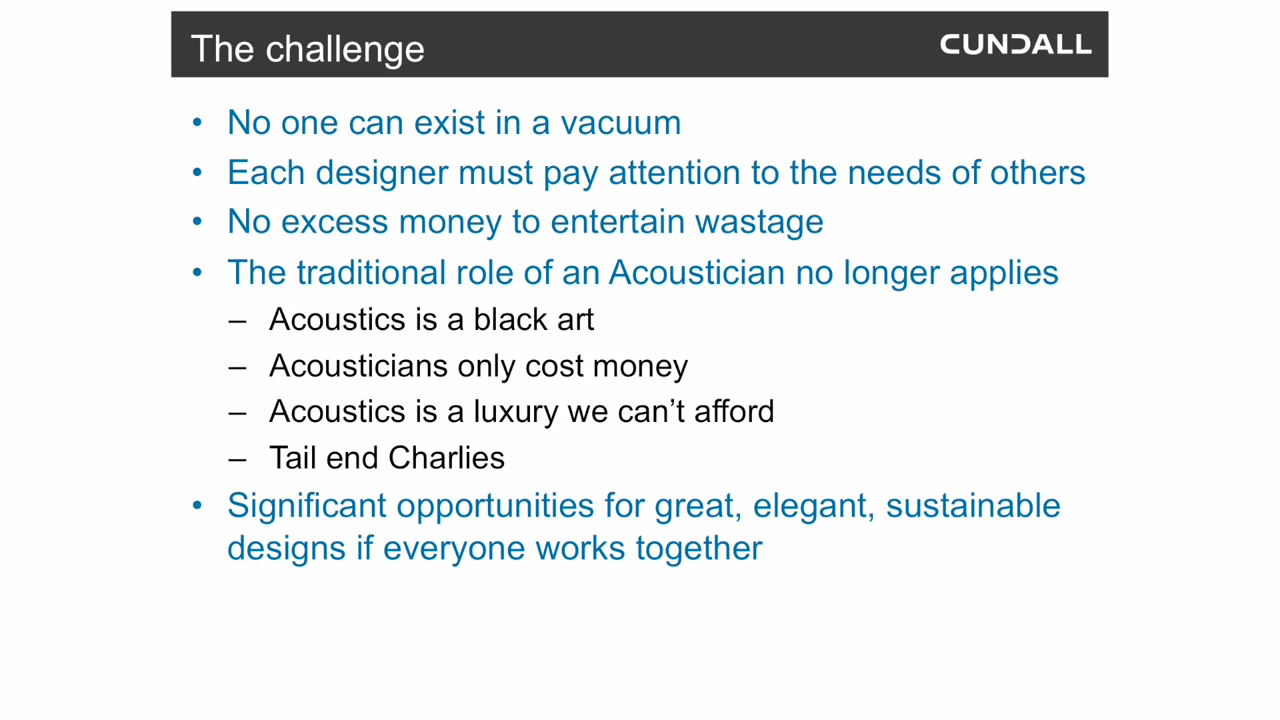 The challenge
CUNDALL
• No one can exist in a vacuum
• Each designer must pay attention to the needs of others
• No excess money to entertain wastage
• The traditional role of an Acoustician no longer applies
– Acoustics is a black art
– Acousticians only cost money
– Acoustics is a luxury we can’t afford
– Tail end Charlies
• Significant opportunities for great, elegant, sustainable
designs if everyone works together